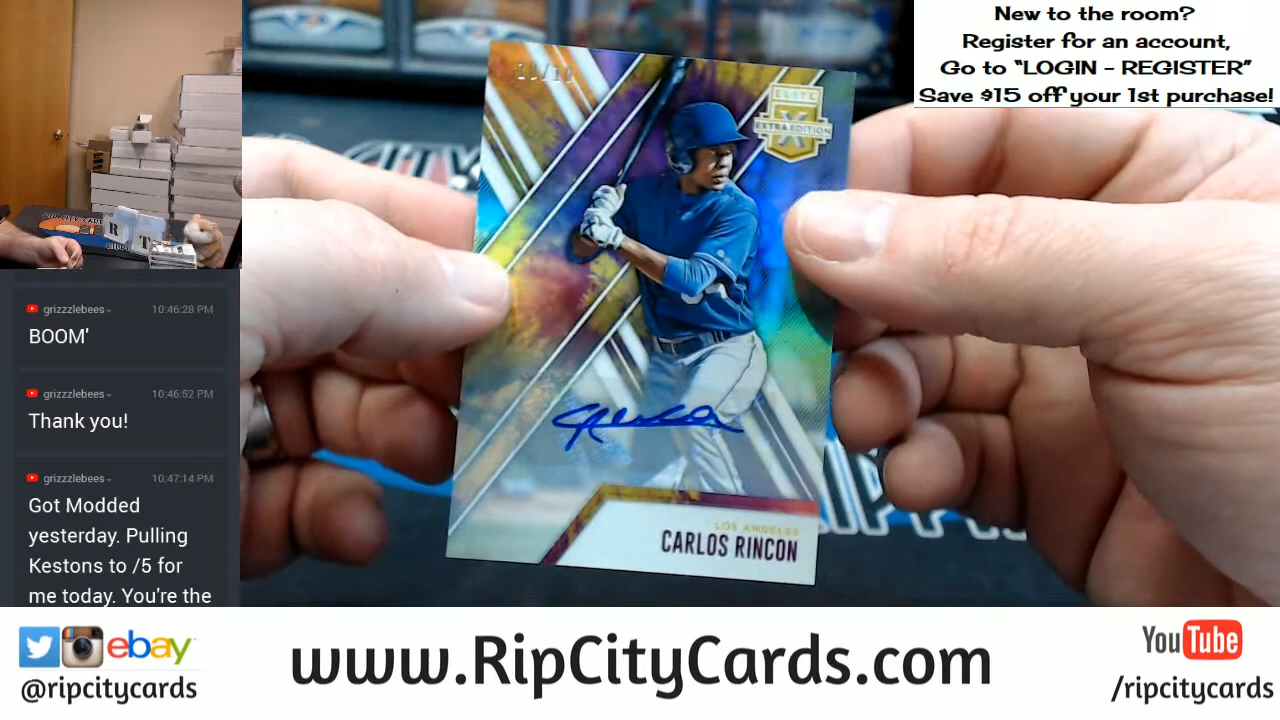 New to the room?
Register for an account,
Go to "LOGIN - REGISTER"
Save $15 off your 1st purchase!
ELITE
X
EXTRA EDITION
LOS ANGELES
CARLOS RINCON
R
T
grizzzlebees
10:46:28 PM
BOOM'
grizzzlebees
10:46:52 PM
Thank you!
grizzzlebees
10:47:14 PM
Got Modded
yesterday. Pulling
Kestons to /5 for
me today. You're the
ebay
@ripcitycards
www.RipCityCards.com
YouTube
/ripcitycards